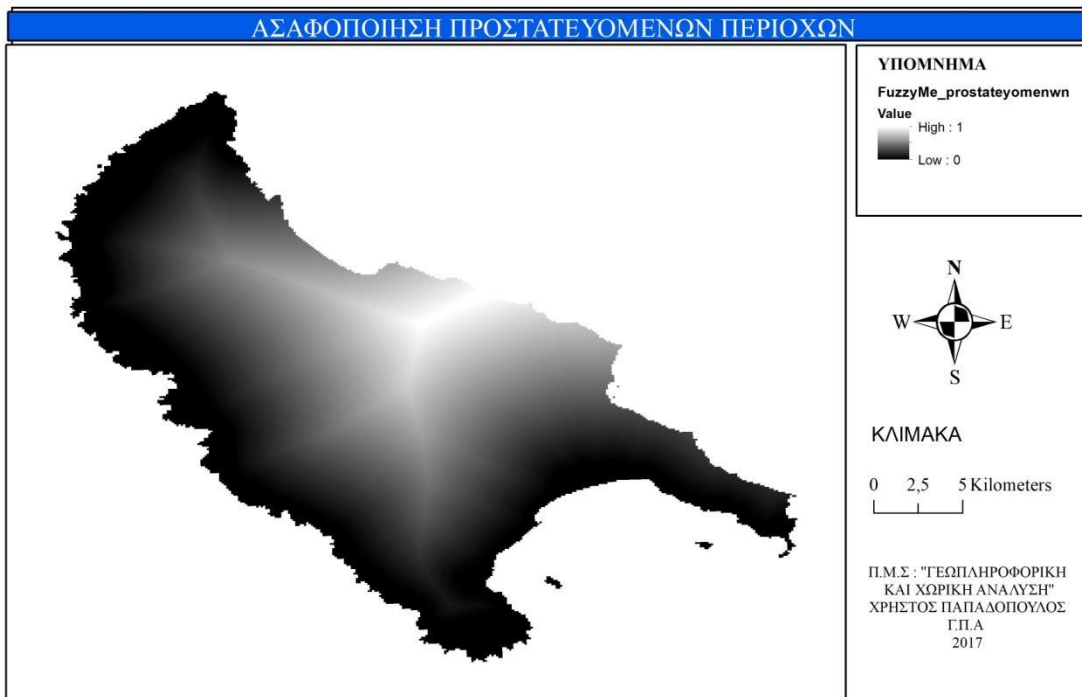 ΑΣΑΦΟΠΟΙΗΣΗ ΠΡΟΣΤΑΤΕΥΟΜΕΝΩΝ ΠΕΡΙΟΧΩΝ
ΥΠΟΜΝΗΜΑ
FuzzyMe_prostateyomenwn
Value
High : 1
Low : 0
N
W E
S
ΚΛΙΜΑΚΑ
0 2,5 5 Kilometers
Π.Μ.Σ : "ΓΕΩΠΛΗΡΟΦΟΡΙΚΗ
ΚΑΙ ΧΩΡΙΚΗ ΑΝΑΛΥΣΗ"
ΧΡΗΣΤΟΣ ΠΑΠΑΔΟΠΟΥΛΟΣ
Γ.Π.Α
2017